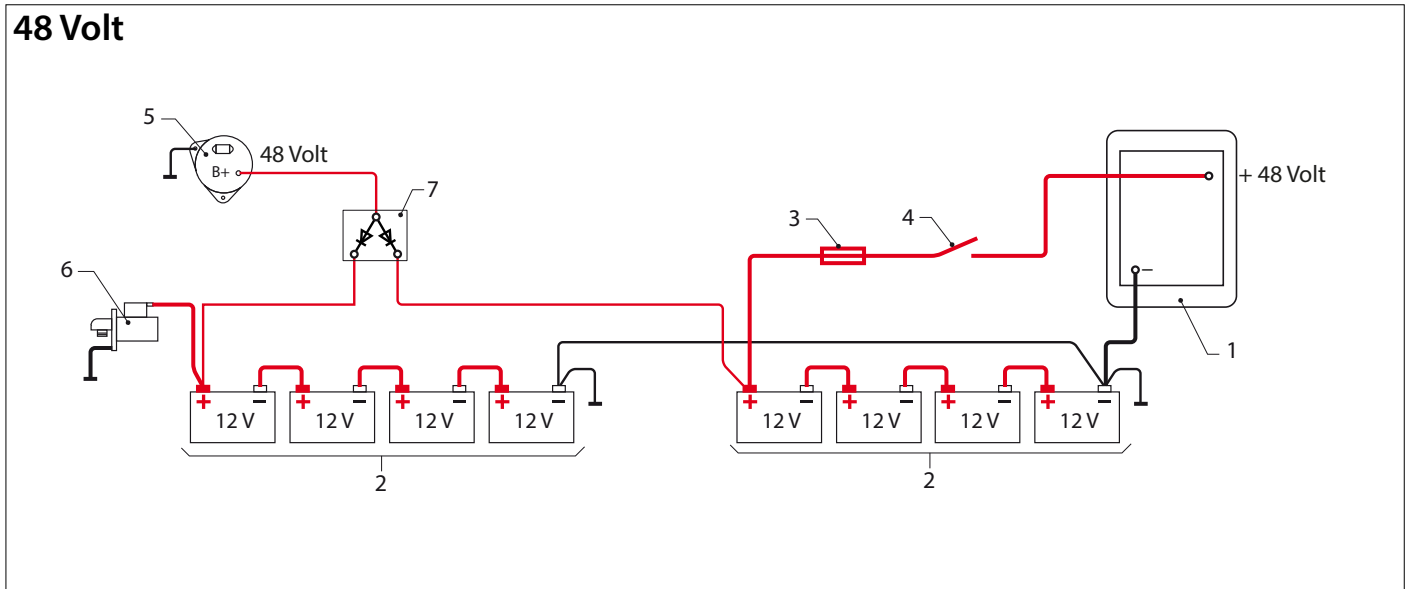 48 Volt
5
48 Volt
B+
7
+ 48 Volt
3
4
6
−
1
+ − + − + − + −
12 V 12 V 12 V 12 V
+ − + − + − + −
12 V 12 V 12 V 12 V
2
2